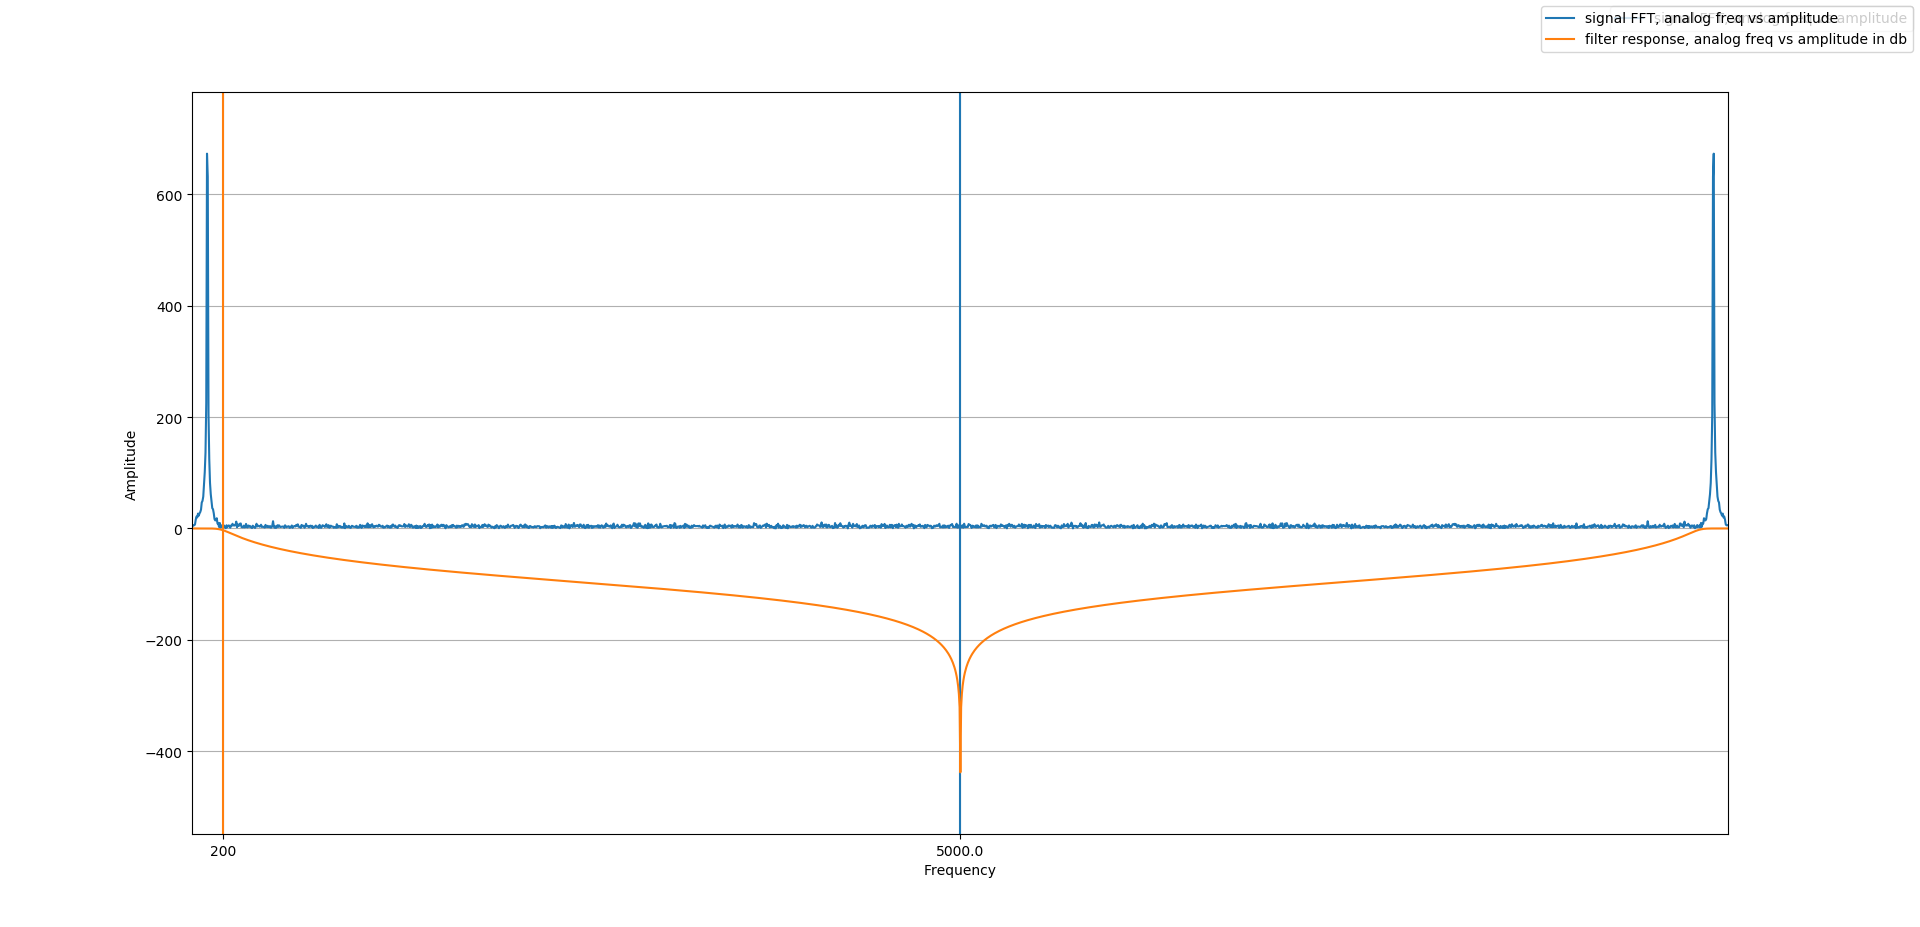 signal FFT, analog freq vs amplitude
filter response, analog freq vs amplitude in db
600
400
200
0
−200
−400
Amplitude
200
5000.0
Frequency